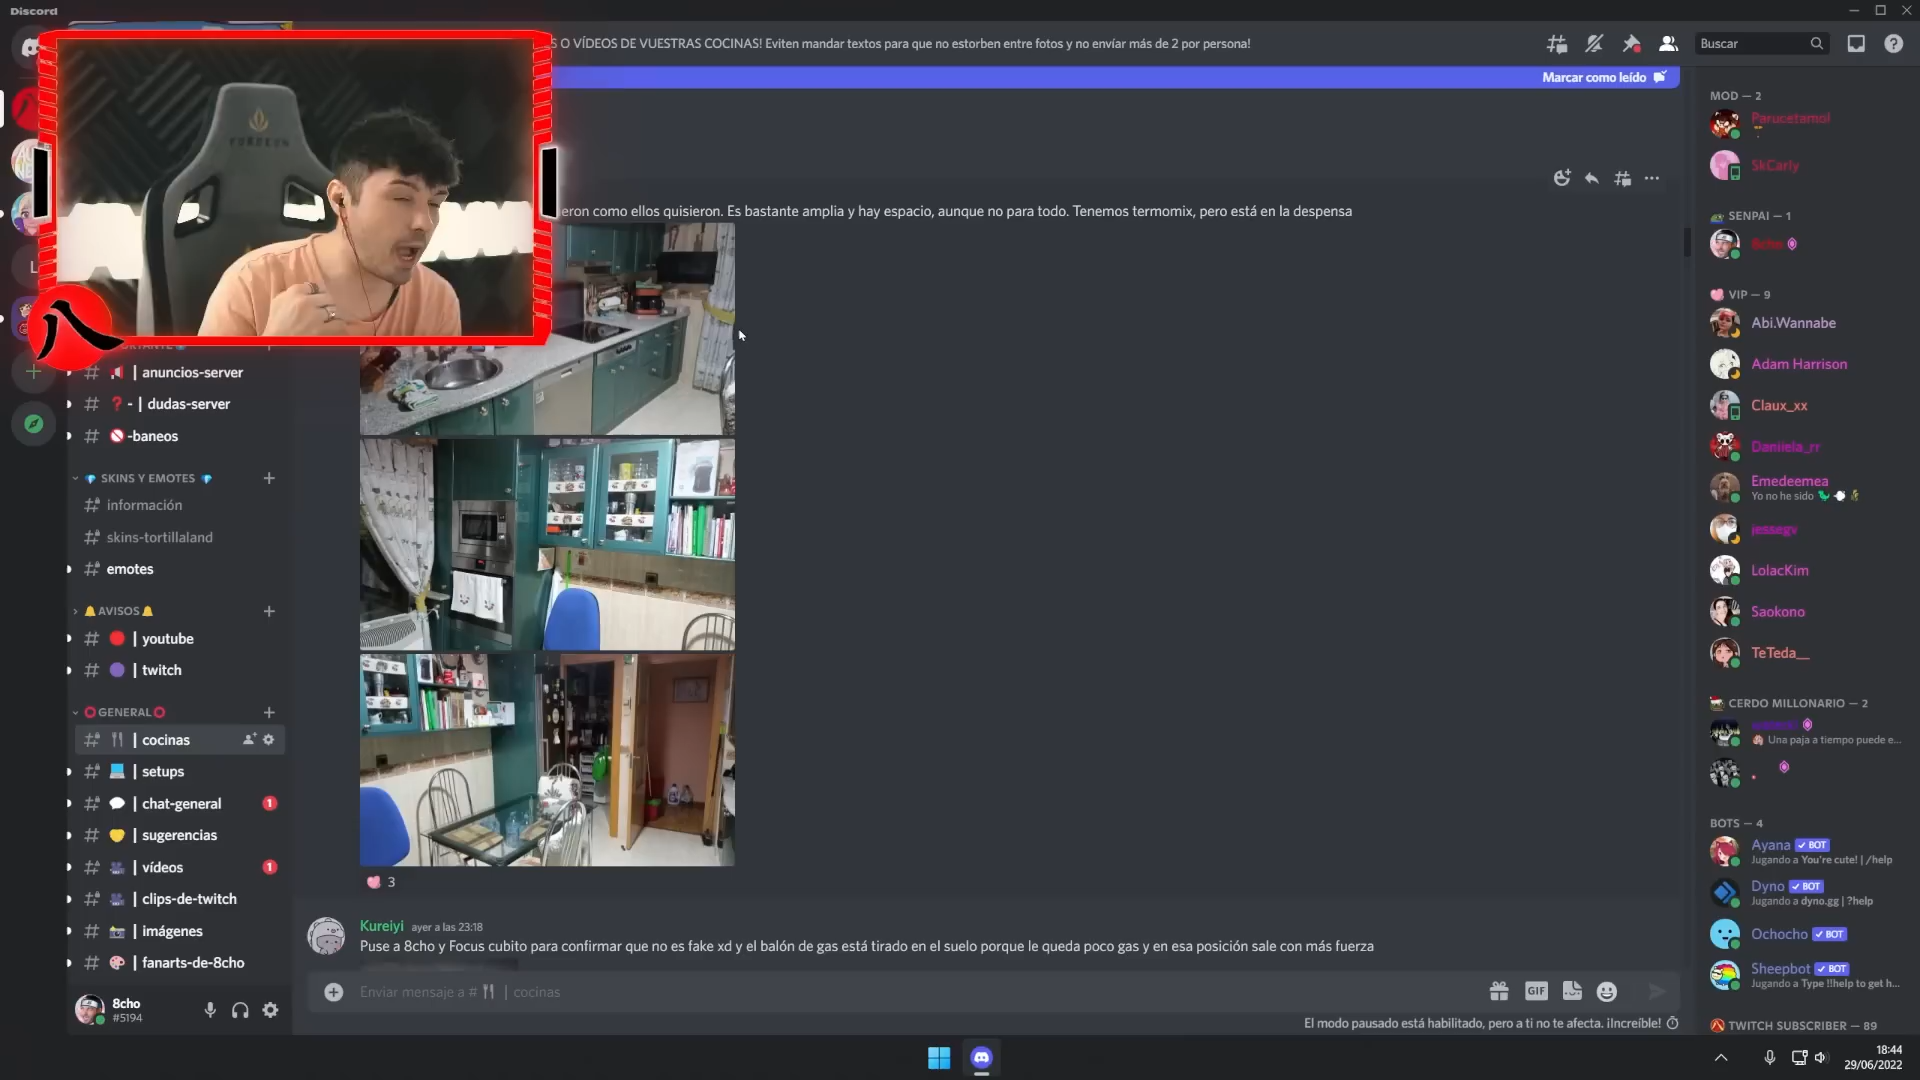 Discord
S O VÍDEOS DE VUESTRAS COCINAS! Eviten mandar textos para que no estorben entre fotos y no envíar más de 2 por persona!
Buscar
Marcar como leído
eron como ellos quisieron. Es bastante amplia y hay espacio, aunque no para todo. Tenemos termomix, pero está en la despensa
anuncios-server
- | dudas-server
-baneos
SKINS Y EMOTES
información
skins-tortillaland
emotes
AVISOS
| youtube
| twitch
GENERAL
| cocinas
| setups
| chat-general 1
| sugerencias
| vídeos 1
| clips-de-twitch
| imágenes
| fanarts-de-8cho
8cho
#5194
3
Kureiyi ayer a las 23:18
Puse a 8cho y Focus cubito para confirmar que no es fake xd y el balón de gas está tirado en el suelo porque le queda poco gas y en esa posición sale con más fuerza
Enviar mensaje a # | cocinas
GIF
El modo pausado está habilitado, pero a ti no te afecta. ¡Increíble!
MOD — 2
Parucetamol
SkCarly
SENPAI — 1
8cho
VIP — 9
Abi.Wannabe
Adam Harrison
Claux_xx
Daniiela_rr
Emedeemea
Yo no he sido
jessegv
LolacKim
Saokono
TeTeda__
CERDO MILLONARIO — 2
Una paja a tiempo puede e...
BOTS — 4
Ayana BOT
Jugando a You're cute! | /help
Dyno BOT
Jugando a dyno.gg | ?help
Ochocho BOT
Sheepbot BOT
Jugando a Type !!help to get h...
TWITCH SUBSCRIBER — 89
18:44
29/06/2022